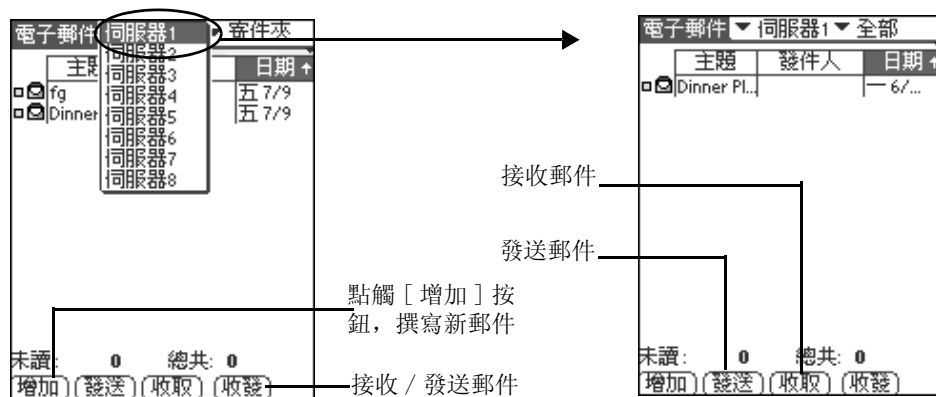 電子郵件 伺服器1 寄件夾
伺服器2
伺服器3
伺服器4
伺服器5
伺服器6
伺服器7
伺服器8
日期
fg 五 7/9
Dinner 五 7/9
點觸 [ 增加 ] 按
鈕，撰寫新郵件
未讀: 0 總共: 0
增加 發送 收取 收發
接收 / 發送郵件
電子郵件 伺服器1 全部
主題 發件人 日期
Dinner Pl... 一 6/...
接收郵件
發送郵件
未讀: 0 總共: 0
增加 發送 收取 收發